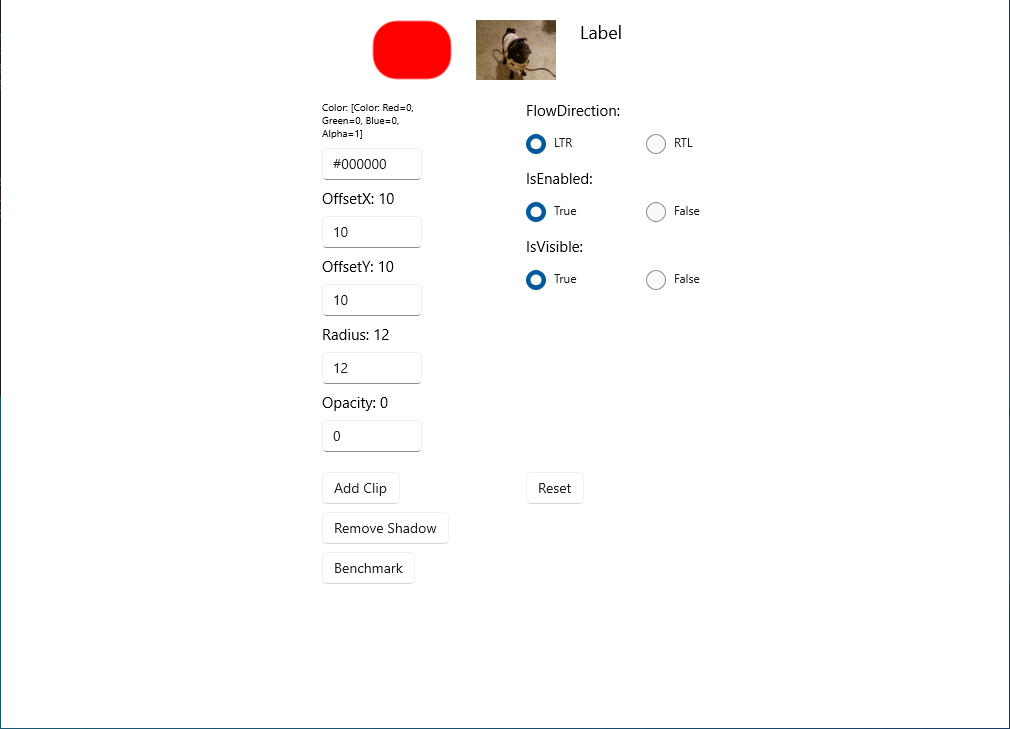 Label
Color: [Color: Red=0,
Green=0, Blue=0,
Alpha=1]
#000000
OffsetX: 10
10
OffsetY: 10
10
Radius: 12
12
Opacity: 0
0
FlowDirection:
LTR RTL
IsEnabled:
True False
IsVisible:
True False
Add Clip Reset
Remove Shadow
Benchmark